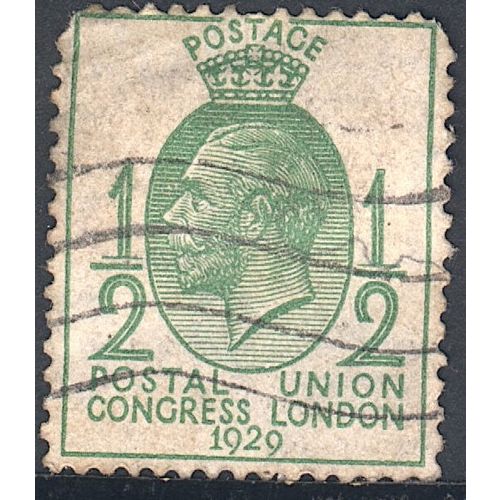 POSTAGE
1/2 1/2
POSTAL UNION
CONGRESS LONDON
1929